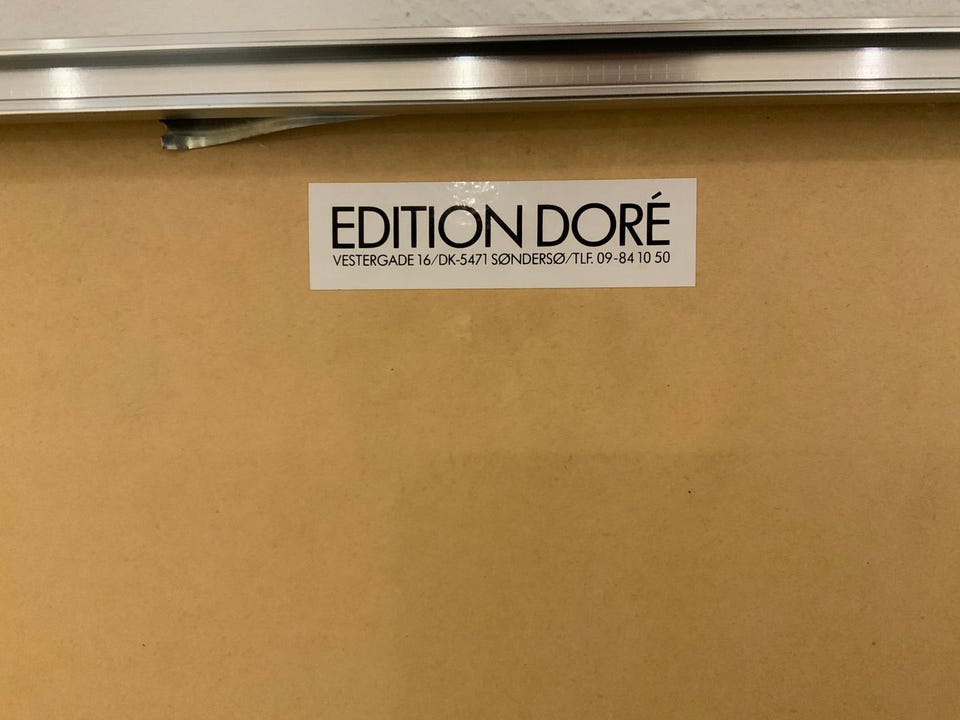 EDITION DORÉ
VESTERGADE 16/DK-5471 SØNDERSØ/TLF. 09-84 10 50